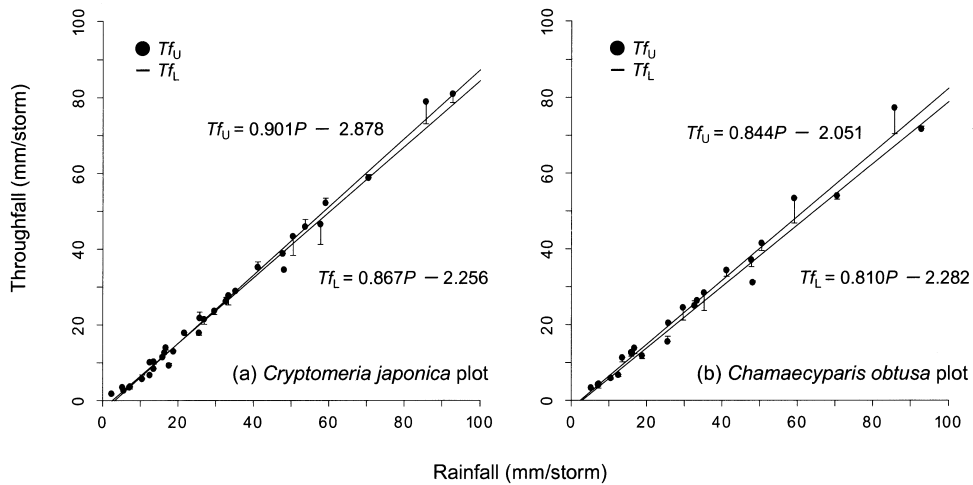 Throughfall (mm/storm)
100
80
60
40
20
0
TfU
TfL
TfU = 0.901P − 2.878
TfL = 0.867P − 2.256
(a) Cryptomeria japonica plot
0 20 40 60 80 100
100
80
60
40
20
0
TfU
TfL
TfU = 0.844P − 2.051
TfL = 0.810P − 2.282
(b) Chamaecyparis obtusa plot
0 20 40 60 80 100
Rainfall (mm/storm)